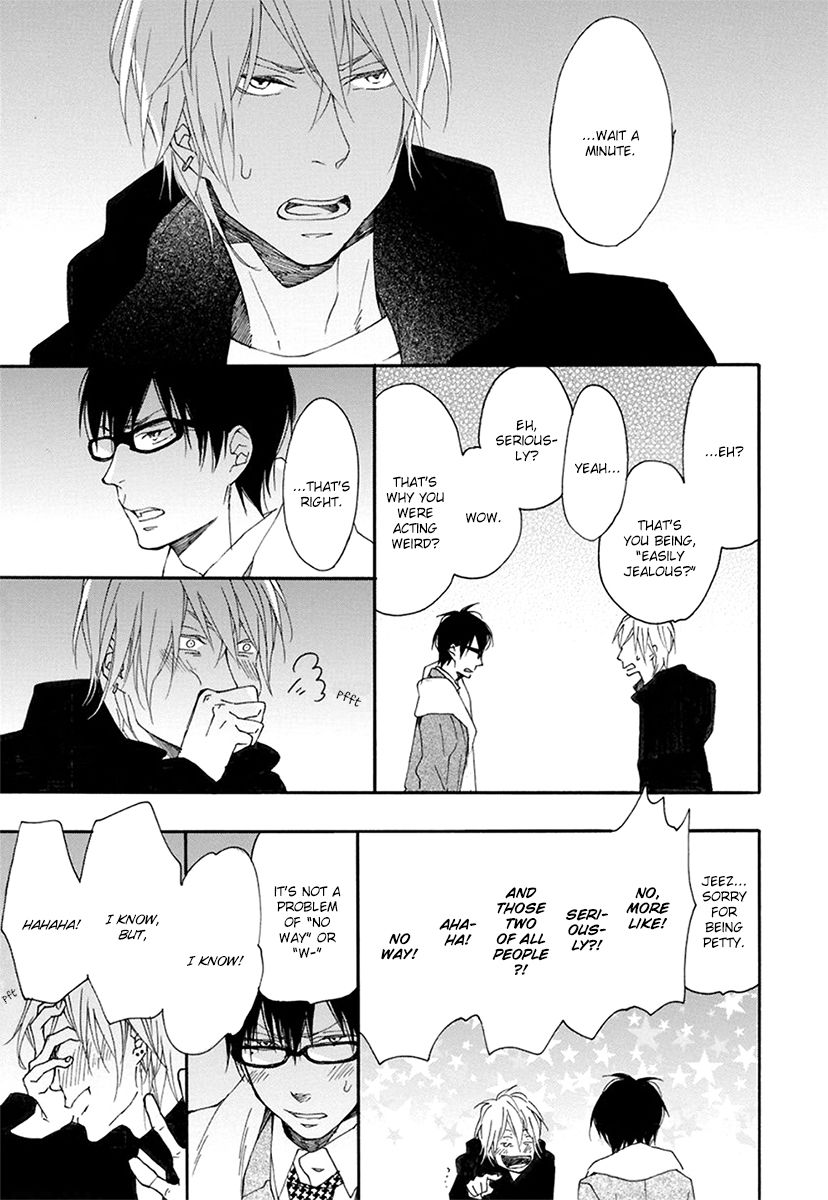 ...WAIT A
MINUTE.
...EH?
THAT'S
YOU BEING,
"EASILY
JEALOUS?"
YEAH...
EH,
SERIOUS-
LY?
WOW.
THAT'S
WHY YOU
WERE
ACTING
WEIRD?
...THAT'S
RIGHT.
PFFT
JEEZ...
SORRY
FOR
BEING
PETTY.
NO,
MORE
LIKE!
SERI-
OUS-
LY?!
AND
THOSE
TWO
OF ALL
PEOPLE
?!
AHA-
HA!
NO
WAY!
IT'S NOT A
PROBLEM
OF "NO
WAY" OR
"W-"
I KNOW!
I KNOW,
BUT,
HAHAHA!
PFT